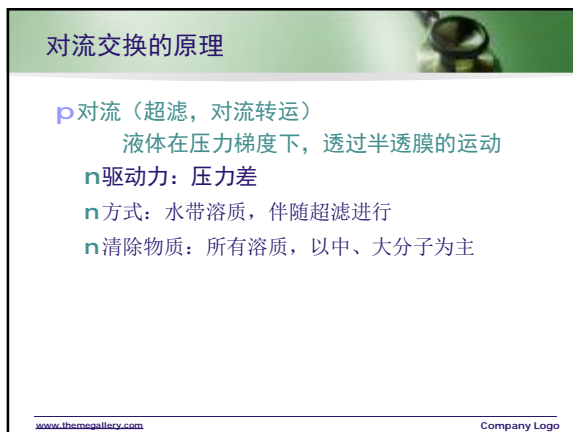 对流交换的原理
p对流（超滤，对流转运）
液体在压力梯度下，透过半透膜的运动
n驱动力：压力差
n方式：水带溶质，伴随超滤进行
n清除物质：所有溶质，以中、大分子为主
www.themegallery.com
Company Logo